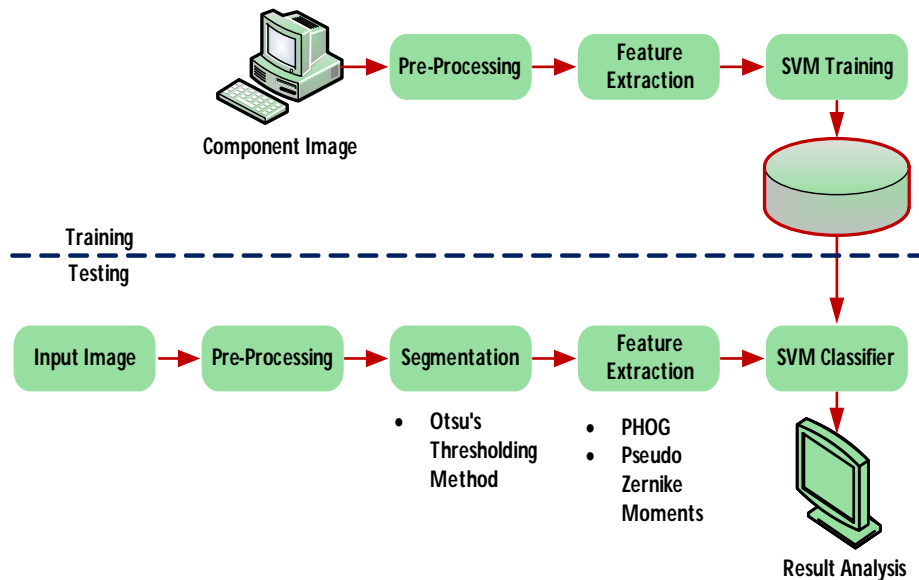 Pre-Processing
Feature
Extraction
SVM Training
Component Image
Training
Testing
Input Image
Pre-Processing
Segmentation
Feature
Extraction
SVM Classifier
• Otsu's
Thresholding
Method
• PHOG
• Pseudo
Zernike
Moments
Result Analysis